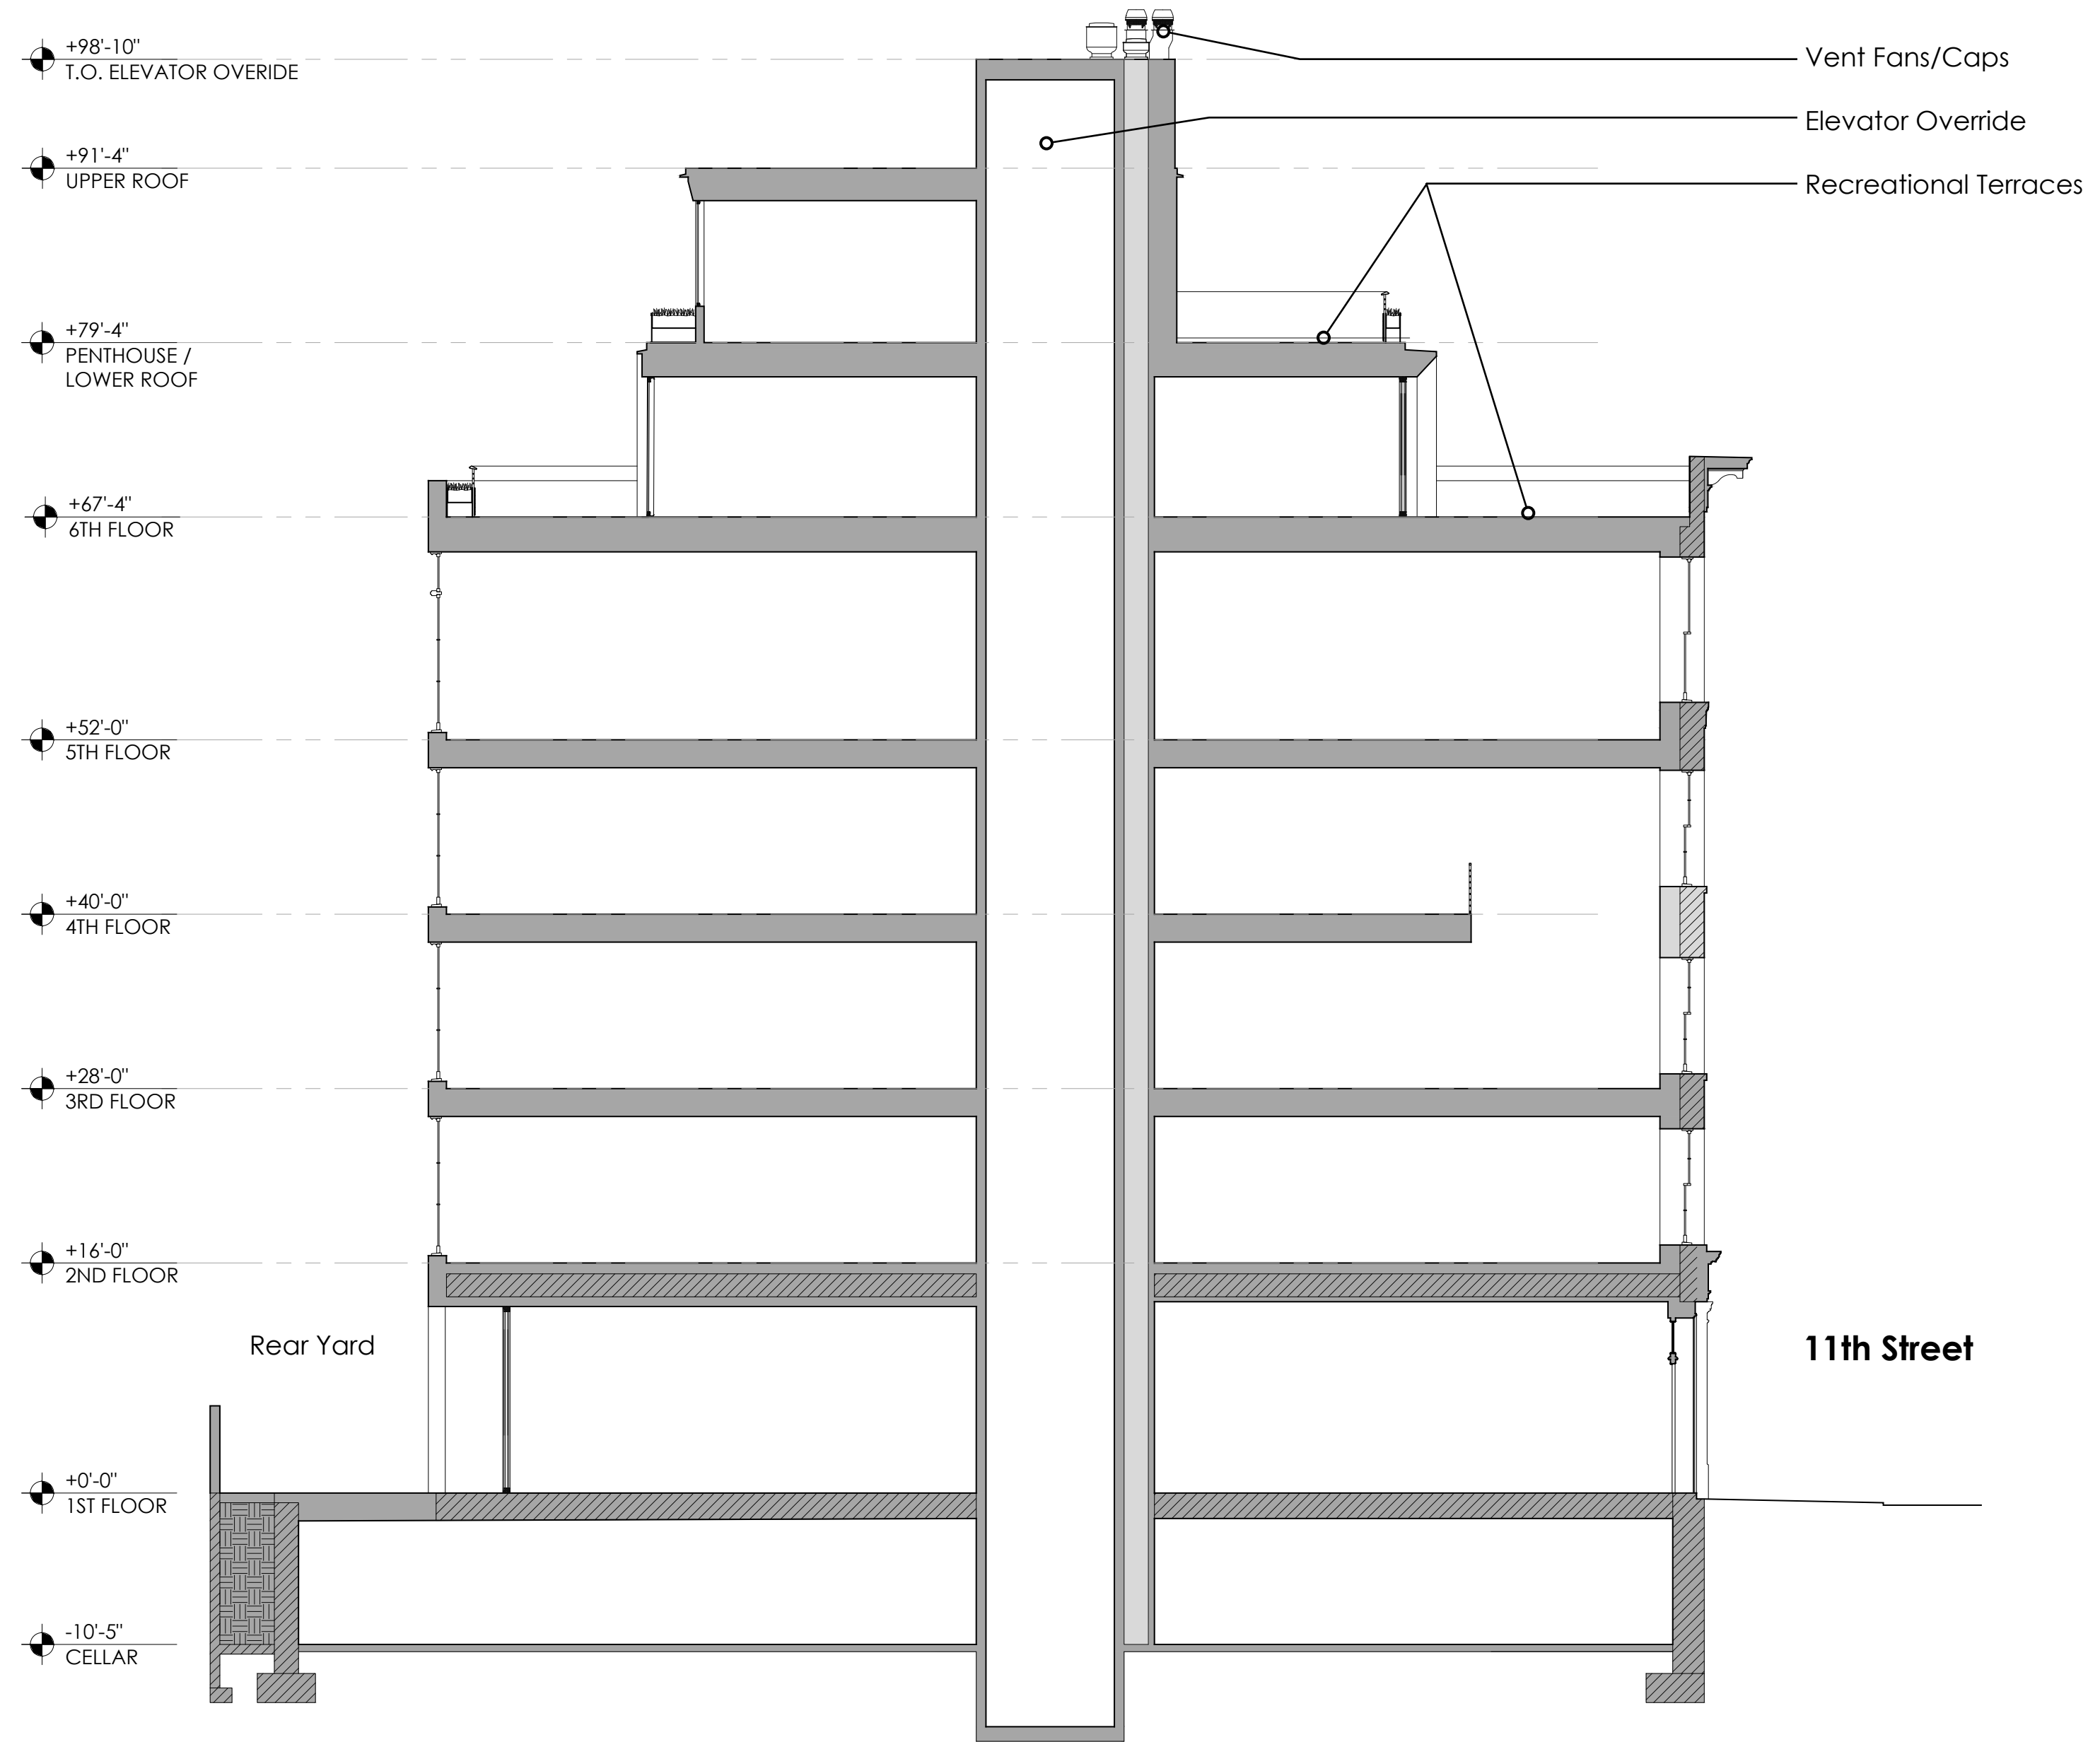 +98'-10"
T.O. ELEVATOR OVERIDE
Vent Fans/Caps
Elevator Override
+91'-4"
UPPER ROOF
Recreational Terraces
+79'-4"
PENTHOUSE /
LOWER ROOF
+67'-4"
6TH FLOOR
+52'-0"
5TH FLOOR
+40'-0"
4TH FLOOR
+28'-0"
3RD FLOOR
+16'-0"
2ND FLOOR
Rear Yard
11th Street
+0'-0"
1ST FLOOR
-10'-5"
CELLAR